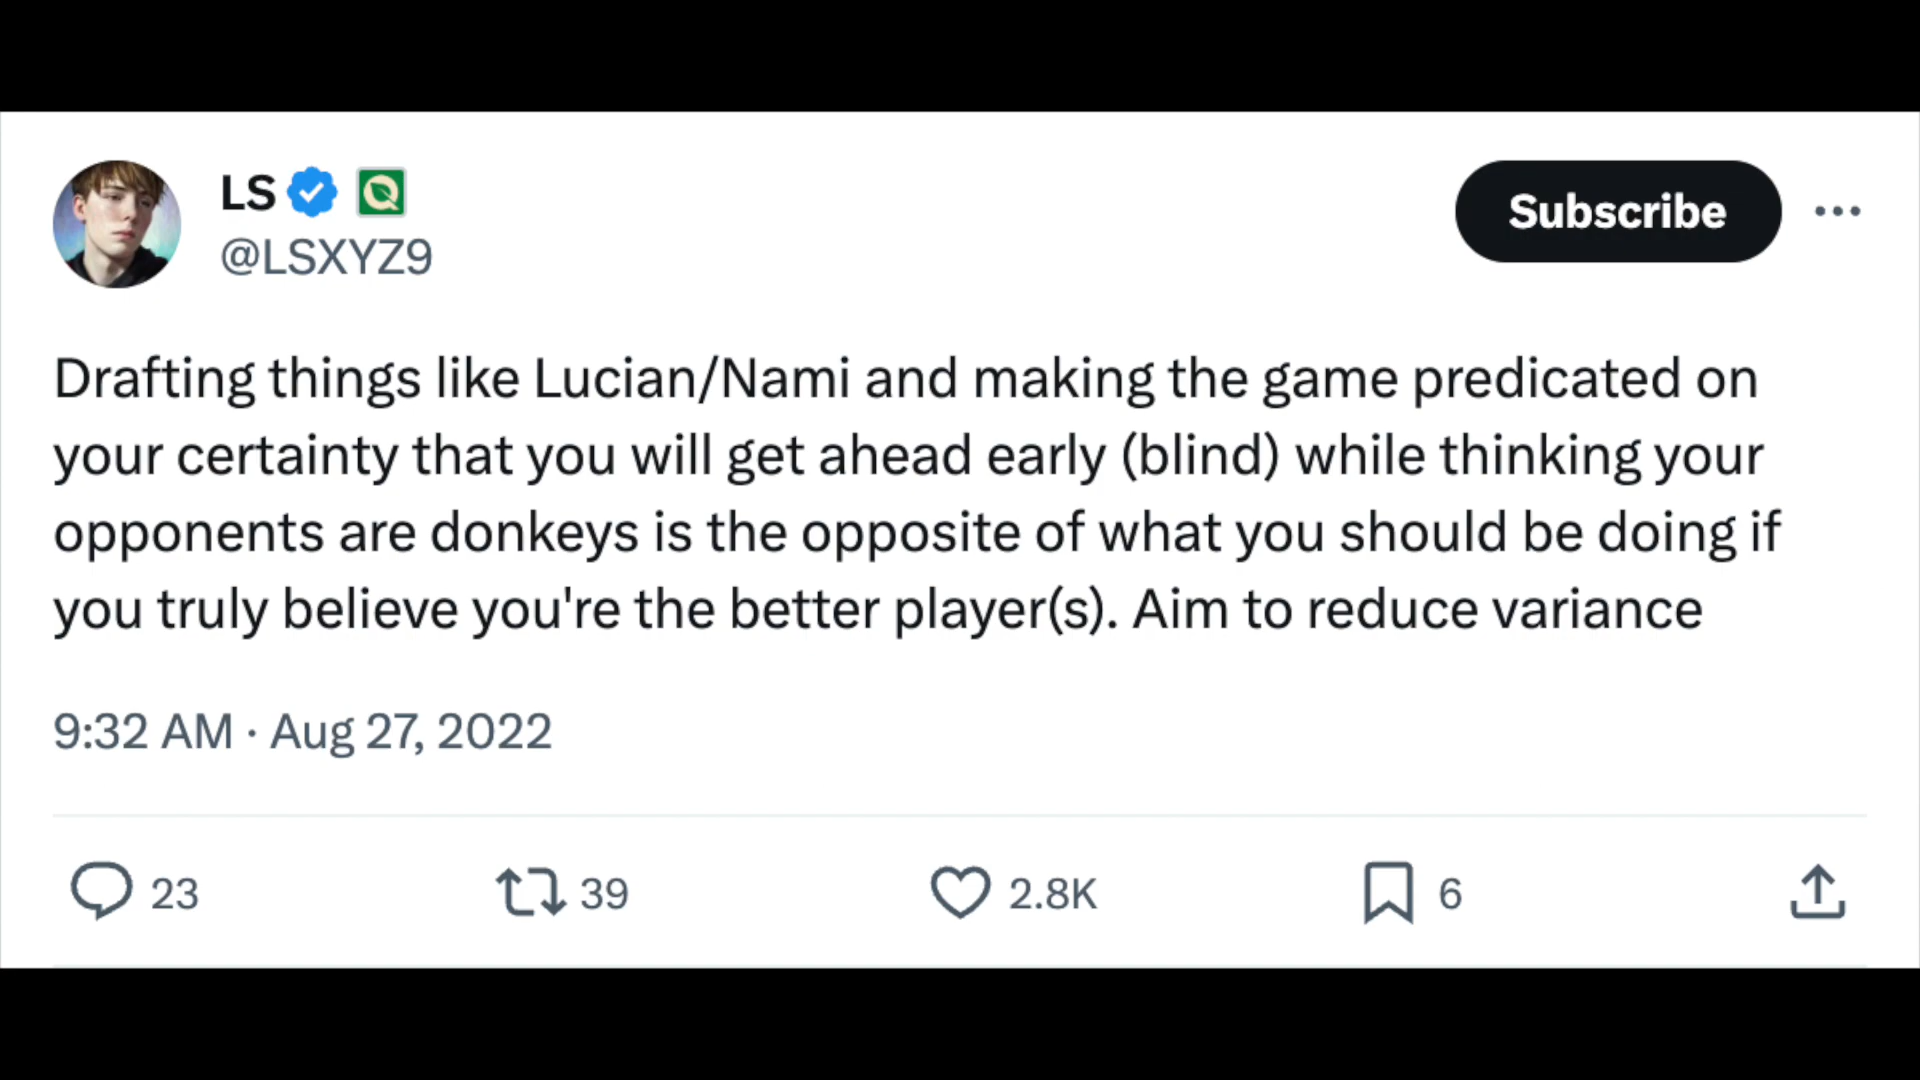 LS
@LSXYZ9
Subscribe
Drafting things like Lucian/Nami and making the game predicated on
your certainty that you will get ahead early (blind) while thinking your
opponents are donkeys is the opposite of what you should be doing if
you truly believe you're the better player(s). Aim to reduce variance
9:32 AM · Aug 27, 2022
23 39 2.8K 6